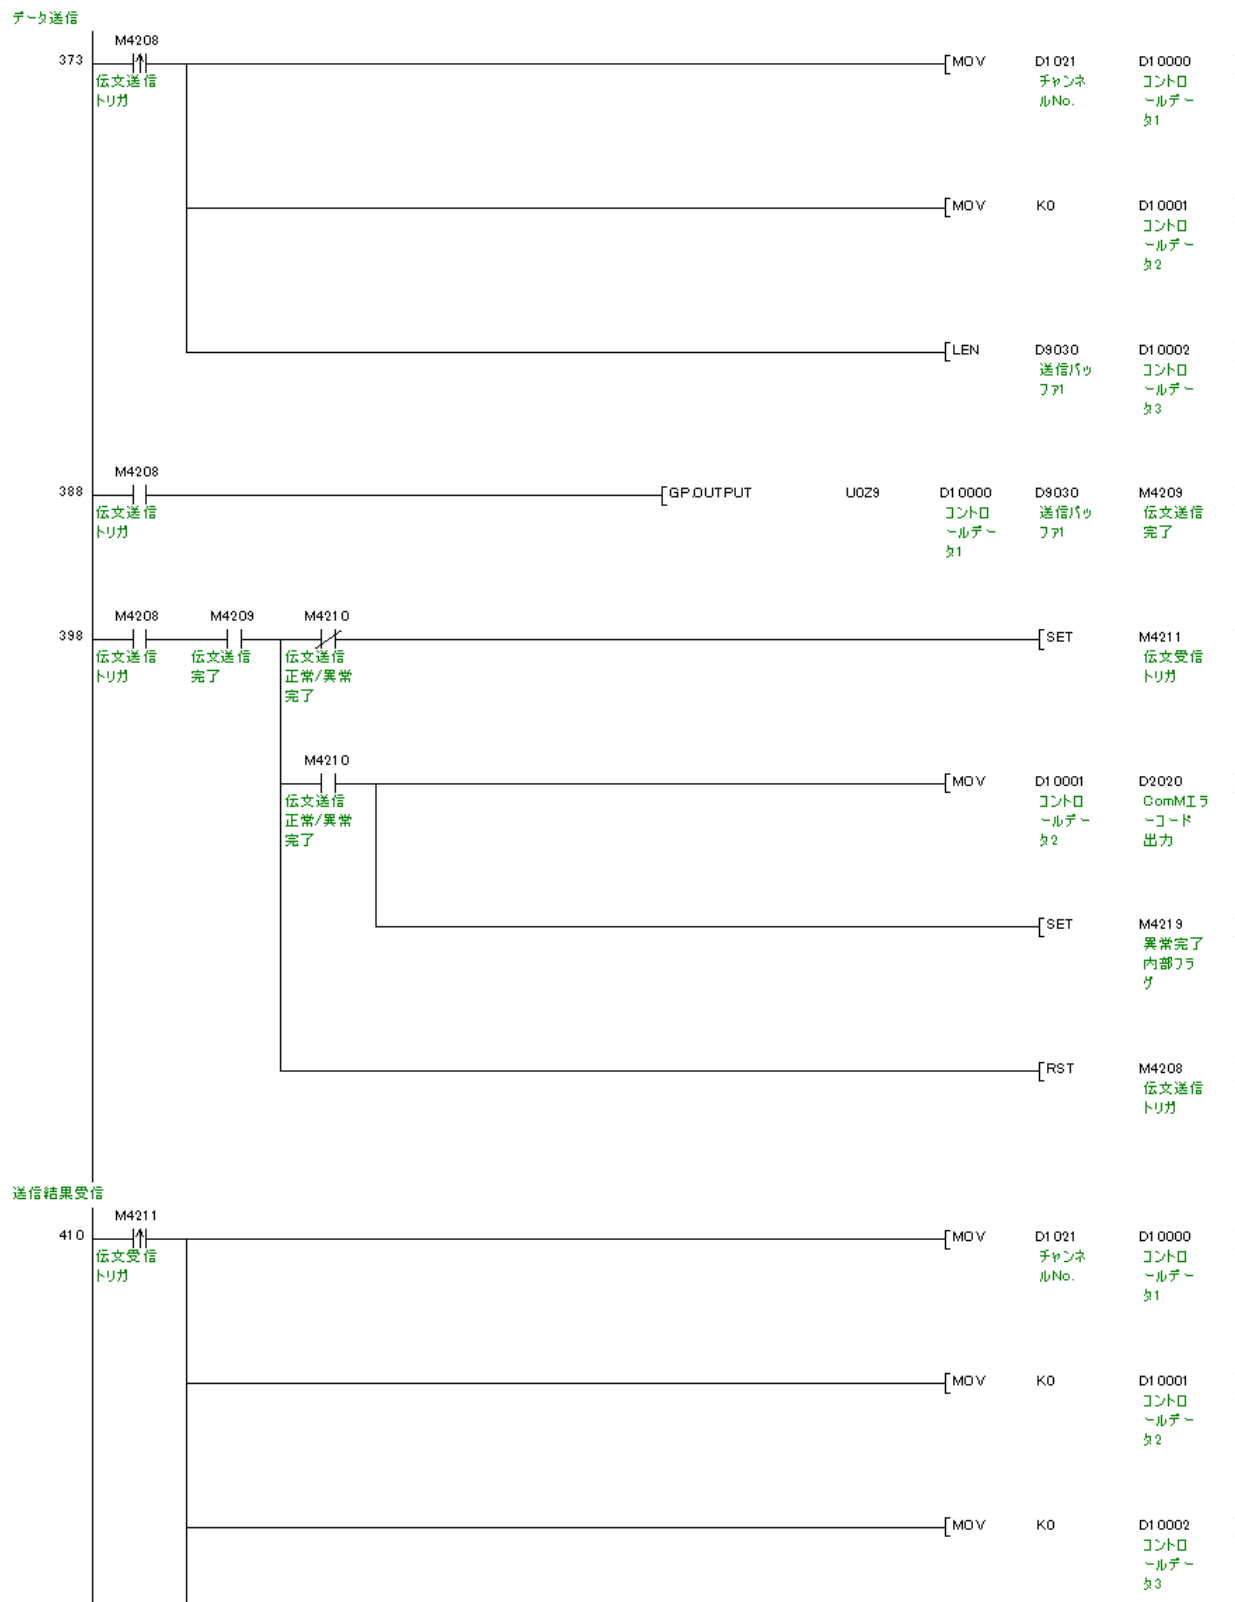 データ送信
M4208
373
MOV D1021 D10000
伝文送信
トリガ
チャンネ
ルNo.
コントロ
ールデー
タ1
MOV K0 D10001
コントロ
ールデー
タ2
LEN D9030 D10002
送信バッ
ファ1
コントロ
ールデー
タ3
M4208
388
GP.OUTPUT U0Z9 D10000 D9030 M4209
伝文送信
トリガ
コントロ
ールデー
タ1
送信バッ
ファ1
伝文送信
完了
M4208 M4209 M4210
398
SET M4211
伝文送信
トリガ
伝文送信
完了
伝文送信
正常/異常
完了
伝文受信
トリガ
M4210
MOV D10001 D2020
伝文送信
正常/異常
完了
コントロ
ールデー
タ2
ComMエラ
ーコード
出力
SET M4219
異常完了
内部フラ
グ
RST M4208
伝文送信
トリガ
送信結果受信
M4211
410
MOV D1021 D10000
伝文受信
トリガ
チャンネ
ルNo.
コントロ
ールデー
タ1
MOV K0 D10001
コントロ
ールデー
タ2
MOV K0 D10002
コントロ
ールデー
タ3